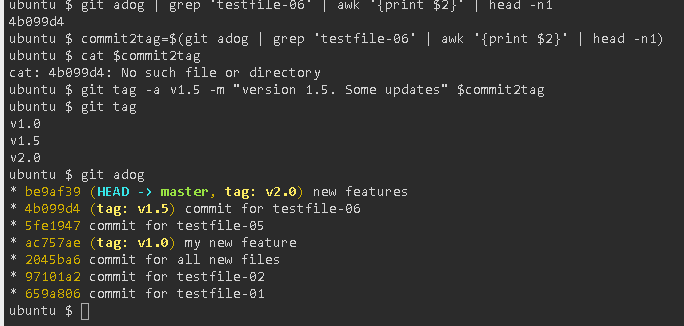 ubuntu $ git adog | grep 'testfile-06' | awk '{print $2}' | head -n1
4b099d4
ubuntu $ commit2tag=$(git adog | grep 'testfile-06' | awk '{print $2}' | head -n1)
ubuntu $ cat $commit2tag
cat: 4b099d4: No such file or directory
ubuntu $ git tag -a v1.5 -m "version 1.5. Some updates" $commit2tag
ubuntu $ git tag
v1.0
v1.5
v2.0
ubuntu $ git adog
* be9af39 (HEAD -> master, tag: v2.0) new features
* 4b099d4 (tag: v1.5) commit for testfile-06
* 5fe1947 commit for testfile-05
* ac757ae (tag: v1.0) my new feature
* 2045ba6 commit for all new files
* 97101a2 commit for testfile-02
* 659a806 commit for testfile-01
ubuntu $